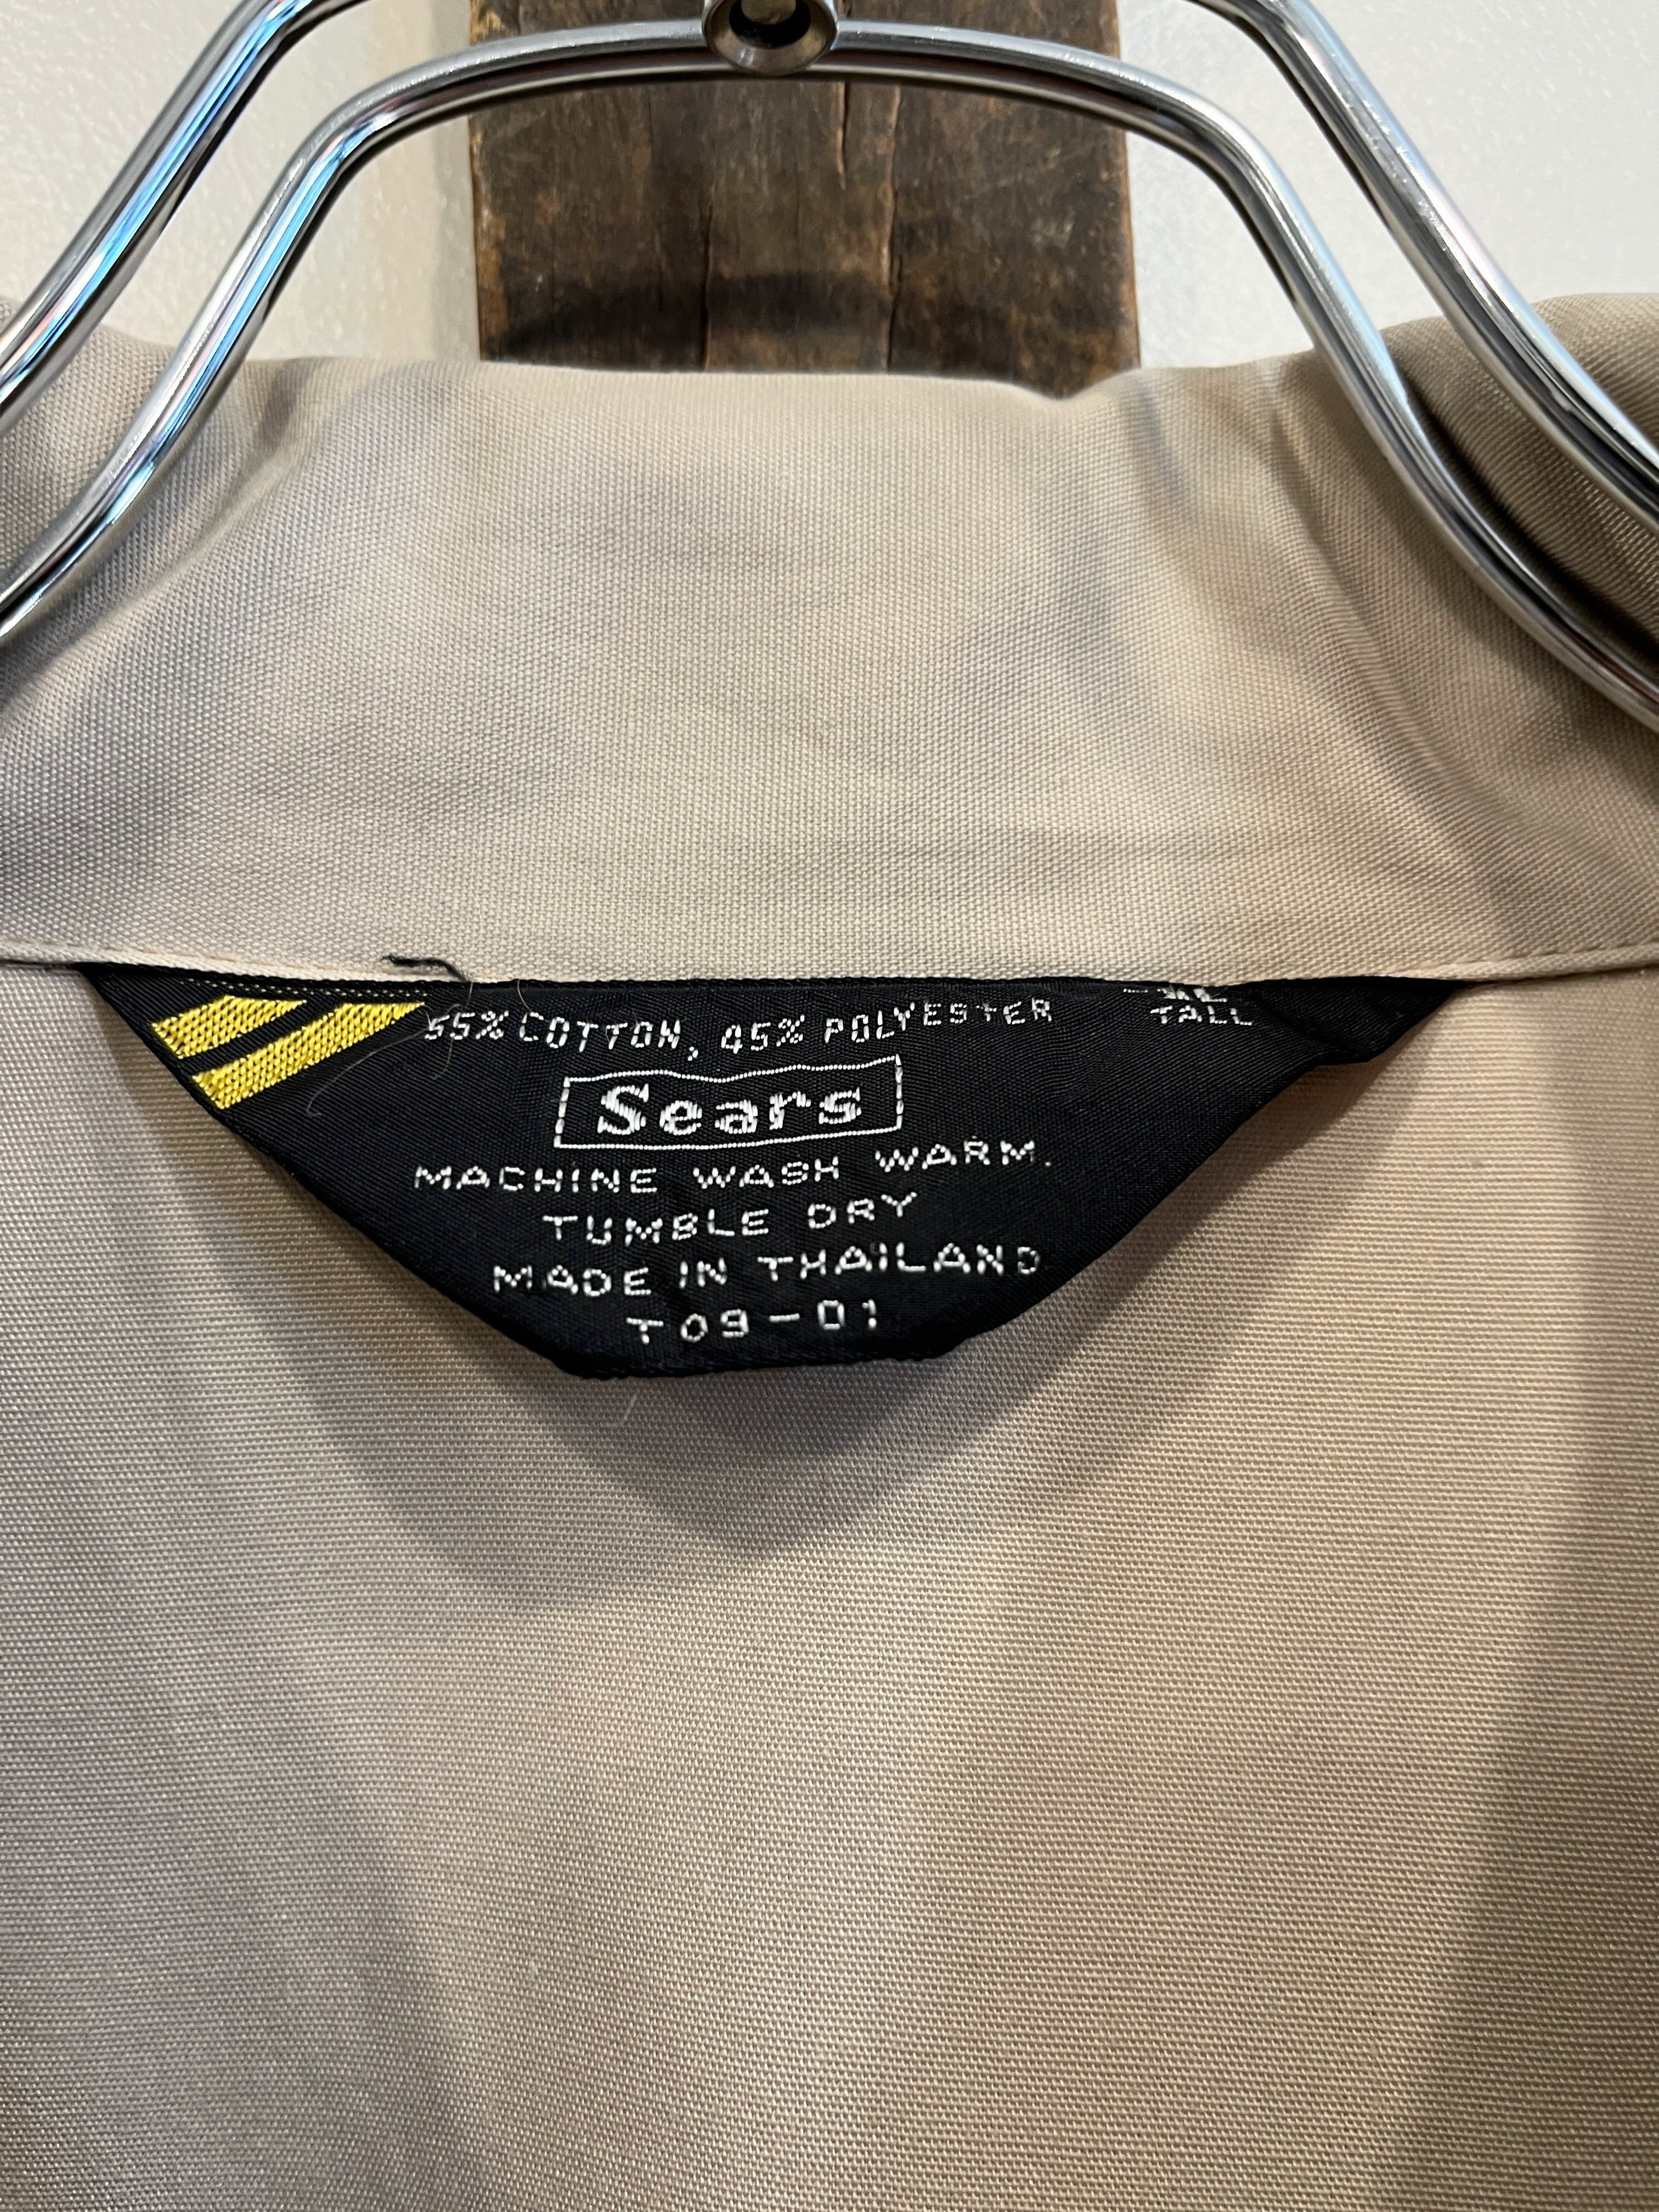 55% COTTON, 45% POLYESTER
TALL
Sears
MACHINE WASH WARM.
TUMBLE DRY
MADE IN THAILAND
T09-01